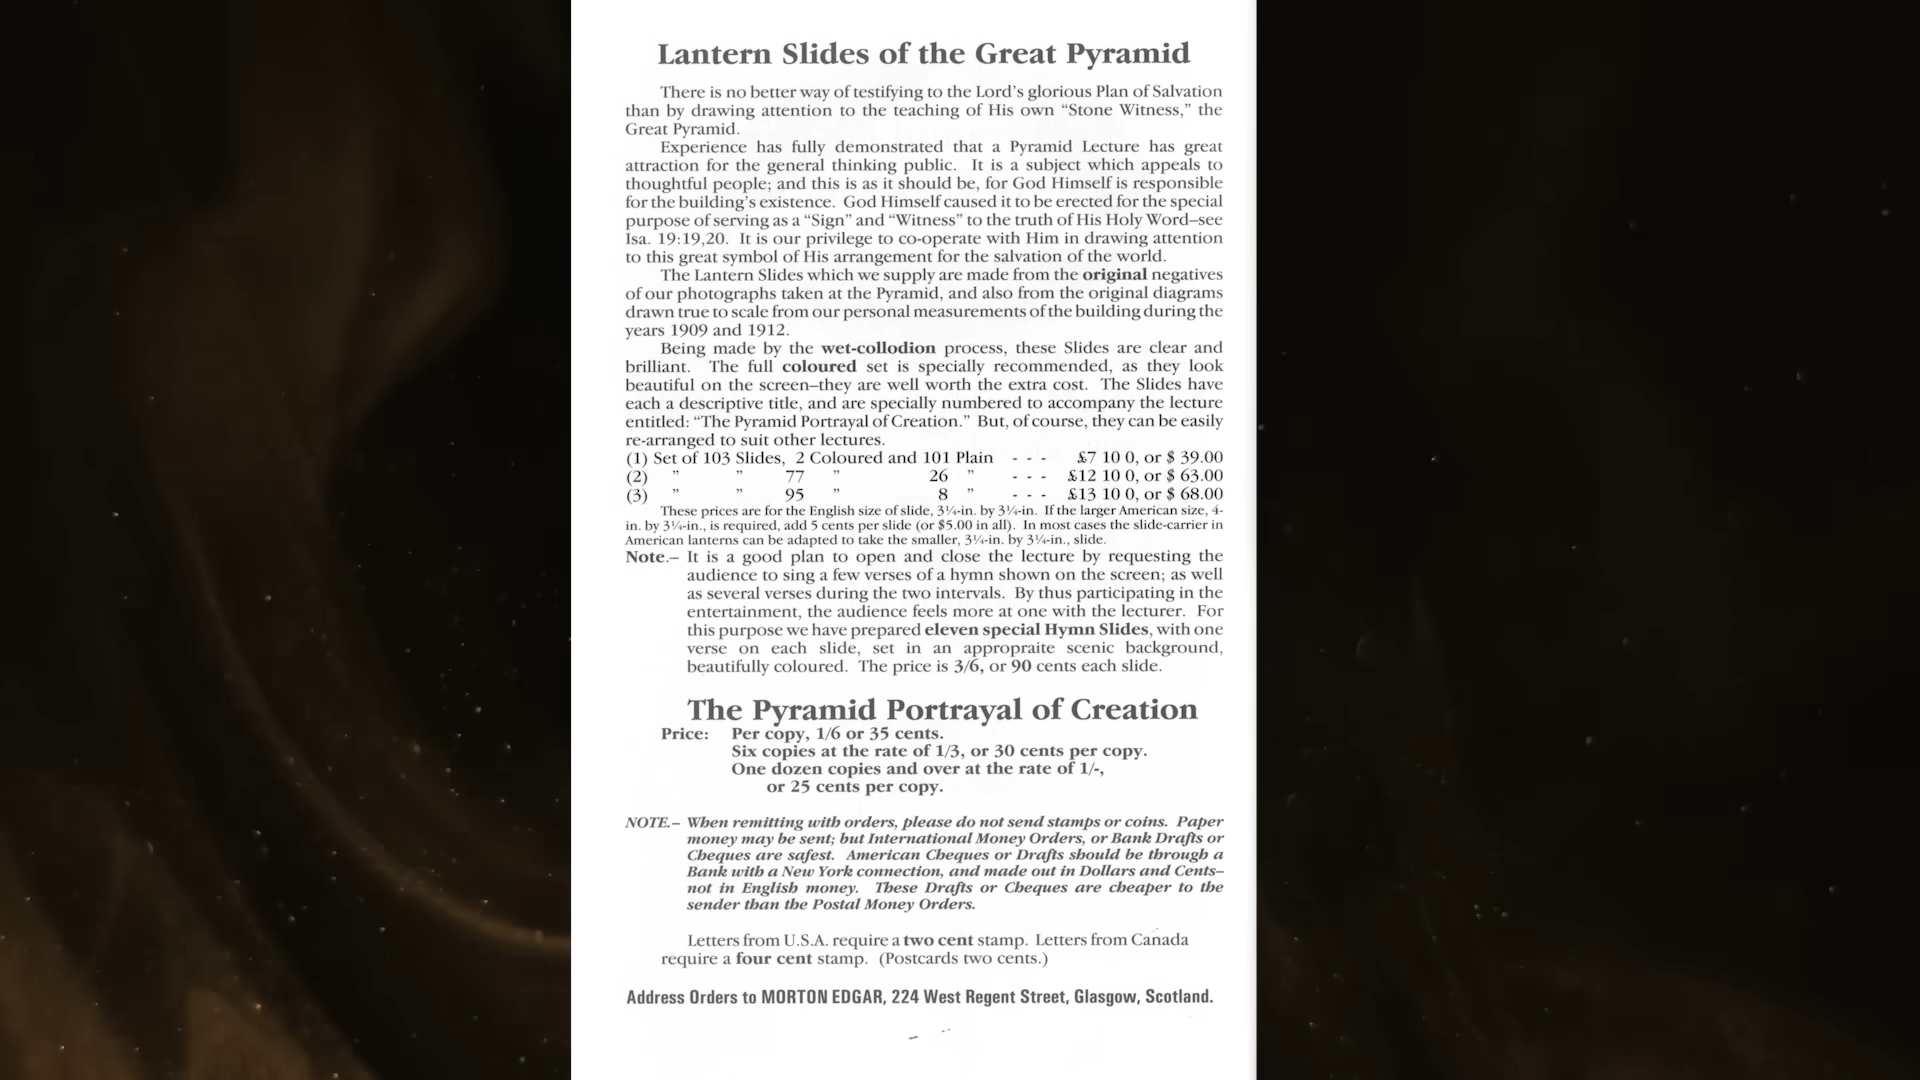 Lantern Slides of the Great Pyramid
There is no better way of testifying to the Lord's glorious Plan of Salvation
than by drawing attention to the teaching of His own “Stone Witness,” the
Great Pyramid.
Experience has fully demonstrated that a Pyramid Lecture has great
attraction for the general thinking public. It is a subject which appeals to
thoughtful people; and this is as it should be, for God Himself is responsible
for the building's existence. God Himself caused it to be erected for the special
purpose of serving as a “Sign” and “Witness” to the truth of His Holy Word–see
Isa. 19:19,20. It is our privilege to co-operate with Him in drawing attention
to this great symbol of His arrangement for the salvation of the world.
The Lantern Slides which we supply are made from the original negatives
of our photographs taken at the Pyramid, and also from the original diagrams
drawn true to scale from our personal measurements of the building during the
years 1909 and 1912.
Being made by the wet-collodion process, these Slides are clear and
brilliant. The full coloured set is specially recommended, as they look
beautiful on the screen–they are well worth the extra cost. The Slides have
each a descriptive title, and are specially numbered to accompany the lecture
entitled: “The Pyramid Portrayal of Creation.” But, of course, they can be easily
re-arranged to suit other lectures.
(1) Set of 103 Slides, 2 Coloured and 101 Plain - - - £7 10 0, or $ 39.00
(2) ” ” 77 ” 26 ” - - - £12 10 0, or $ 63.00
(3) ” ” 95 ” 8 ” - - - £13 10 0, or $ 68.00
These prices are for the English size of slide, 3¼-in. by 3¼-in. If the larger American size, 4-
in. by 3¼-in., is required, add 5 cents per slide (or $5.00 in all). In most cases the slide-carrier in
American lanterns can be adapted to take the smaller, 3¼-in. by 3¼-in., slide.
Note.– It is a good plan to open and close the lecture by requesting the
audience to sing a few verses of a hymn shown on the screen; as well
as several verses during the two intervals. By thus participating in the
entertainment, the audience feels more at one with the lecturer. For
this purpose we have prepared eleven special Hymn Slides, with one
verse on each slide, set in an appropraite scenic background,
beautifully coloured. The price is 3/6, or 90 cents each slide.
The Pyramid Portrayal of Creation
Price: Per copy, 1/6 or 35 cents.
Six copies at the rate of 1/3, or 30 cents per copy.
One dozen copies and over at the rate of 1/-,
or 25 cents per copy.
NOTE.– When remitting with orders, please do not send stamps or coins. Paper
money may be sent; but International Money Orders, or Bank Drafts or
Cheques are safest. American Cheques or Drafts should be through a
Bank with a New York connection, and made out in Dollars and Cents–
not in English money. These Drafts or Cheques are cheaper to the
sender than the Postal Money Orders.
Letters from U.S.A. require a two cent stamp. Letters from Canada
require a four cent stamp. (Postcards two cents.)
Address Orders to MORTON EDGAR, 224 West Regent Street, Glasgow, Scotland.